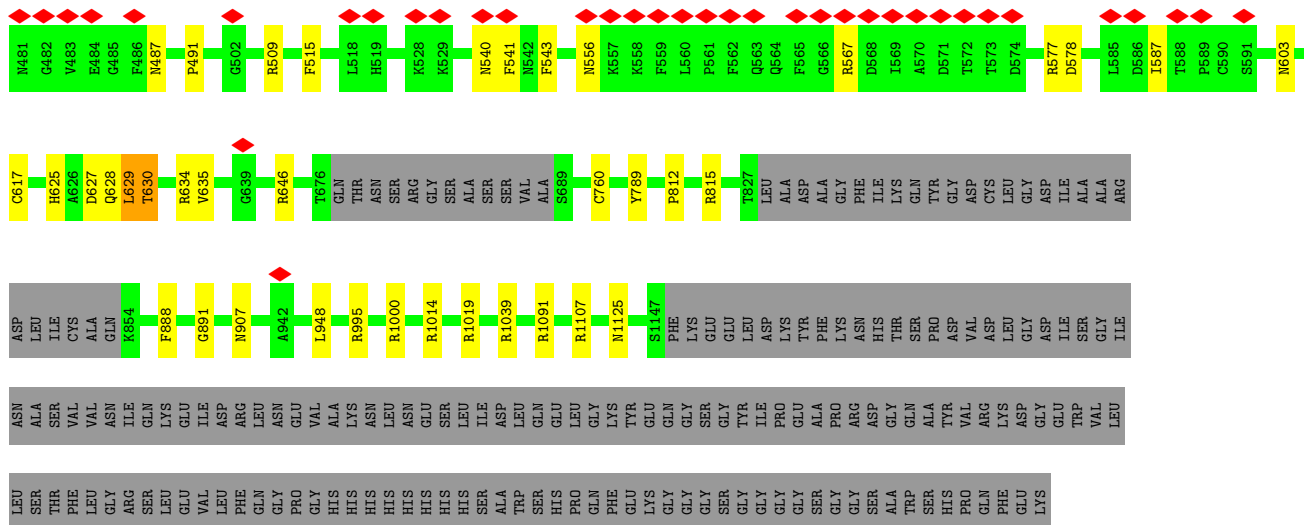 N481 G482 V483 E484 G485 F486 N487 P491 G502 R509 F515 L518 H519 K528 K529 N540 F541 N542 F543 N556 K557 K558 F559 L560 P561 F562 Q563 Q564 F565 G566 R567 D568 I569 A570 D571 T572 T573 D574 R577 D578 L585 D586 I587 T588 P589 C590 S591 N603
C617 H625 A626 D627 Q628 L629 T630 R634 V635 G639 R646 T676 GLN THR ASN SER ARG GLY SER ALA SER SER VAL ALA S689 C760 Y789 P812 R815 T827 LEU ALA ASP ALA GLY PHE ILE LYS GLN TYR GLY ASP CYS LEU GLY ASP ILE ALA ALA ARG
ASP LEU ILE CYS ALA GLN K854 F888 G891 N907 A942 L948 R995 R1000 R1014 R1019 R1039 R1091 R1107 N1125 S1147 PHE LYS GLU GLU LEU ASP LYS TYR PHE LYS ASN HIS THR SER PRO ASP VAL ASP LEU GLY ASP ILE SER GLY ILE
ASN ALA SER VAL VAL ASN ILE GLN LYS GLU ILE ASP ARG LEU ASN GLU VAL ALA LYS ASN LEU ASN GLU SER LEU ILE ASP LEU GLN GLU LEU GLY LYS TYR GLU GLN GLY SER GLY TYR ILE PRO GLU ALA PRO ARG ASP GLY GLN ALA TYR VAL ARG LYS ASP GLY GLU TRP VAL LEU
LEU SER THR PHE LEU GLY ARG SER LEU GLU VAL LEU PHE GLN GLY PRO GLY HIS HIS HIS HIS HIS HIS HIS HIS SER ALA TRP SER HIS PRO GLN PHE GLU LYS GLY GLY GLY SER GLY GLY GLY GLY SER GLY GLY SER ALA TRP SER HIS PRO GLN PHE GLU LYS